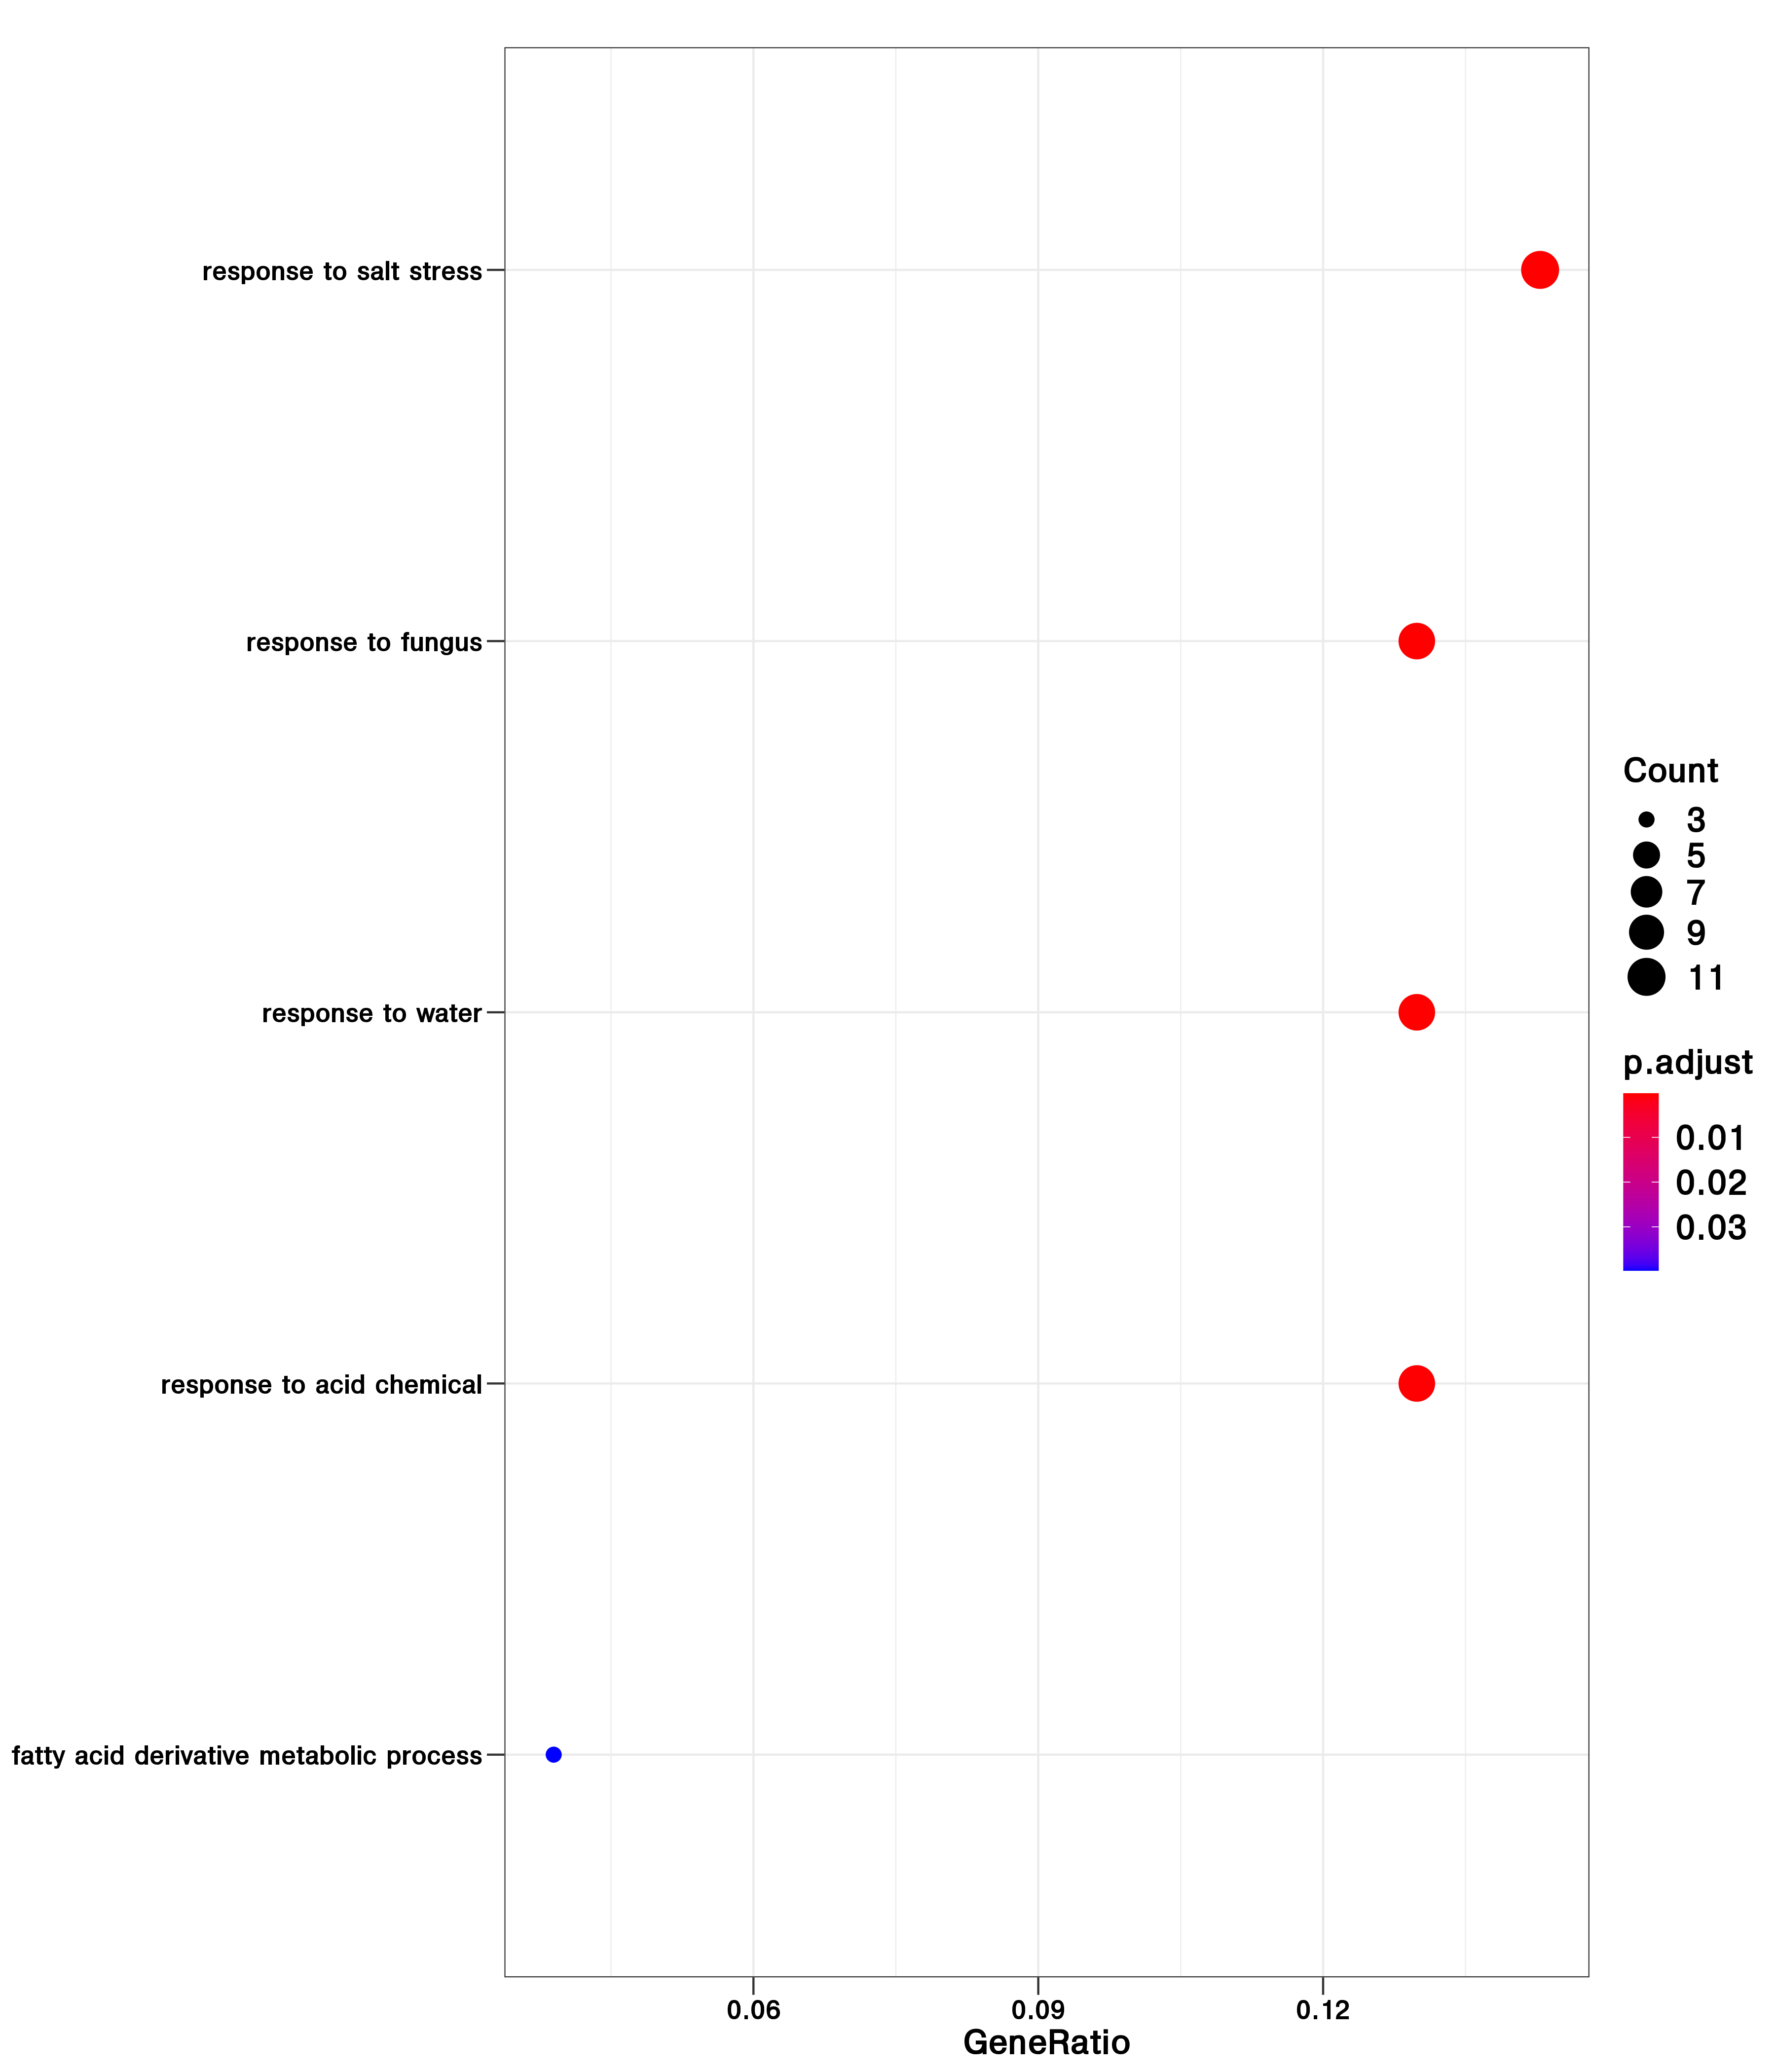 response to salt stress
response to fungus
response to water
response to acid chemical
fatty acid derivative metabolic process
0.06 0.09 0.12
GeneRatio
Count
3
5
7
9
11
p.adjust
0.01
0.02
0.03